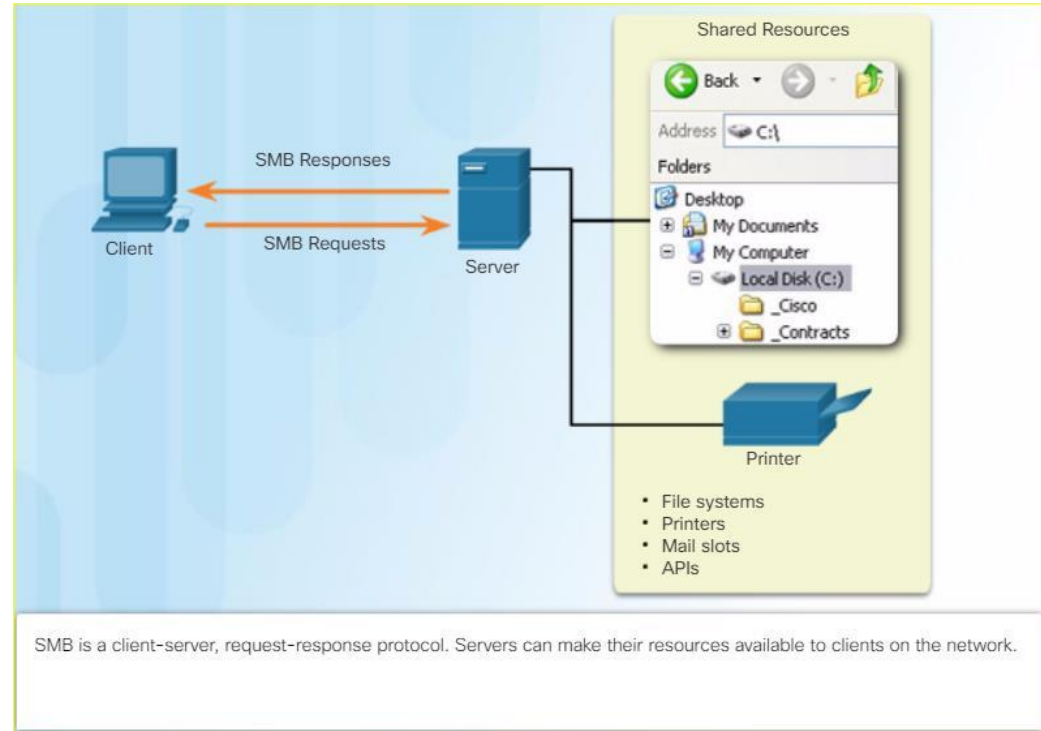 Shared Resources
Back
Address C:\
Folders
Desktop
My Documents
My Computer
Local Disk (C:)
_Cisco
_Contracts
SMB Responses
SMB Requests
Client
Server
Printer
• File systems
• Printers
• Mail slots
• APIs
SMB is a client-server, request-response protocol. Servers can make their resources available to clients on the network.